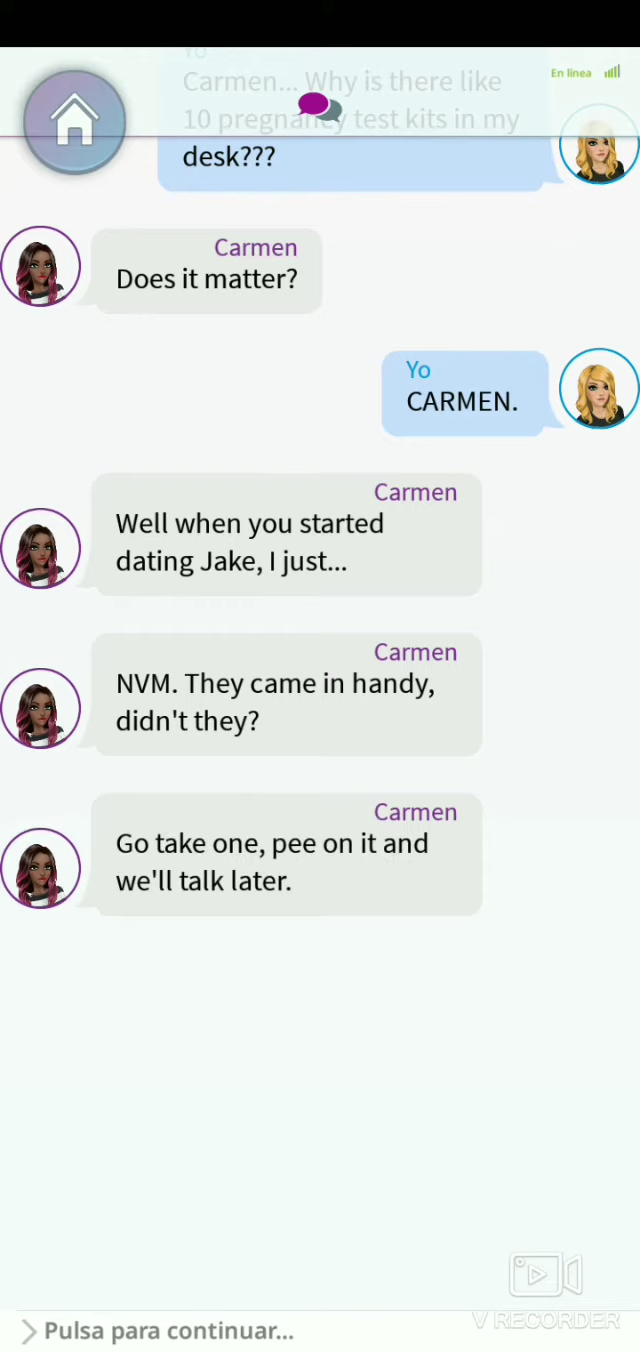 Yo
En línea
Carmen... Why is there like
10 pregnancy test kits in my
desk???
Carmen
Does it matter?
Yo
CARMEN.
Carmen
Well when you started
dating Jake, I just...
Carmen
NVM. They came in handy,
didn't they?
Carmen
Go take one, pee on it and
we'll talk later.
Pulsa para continuar...
V RECORDER